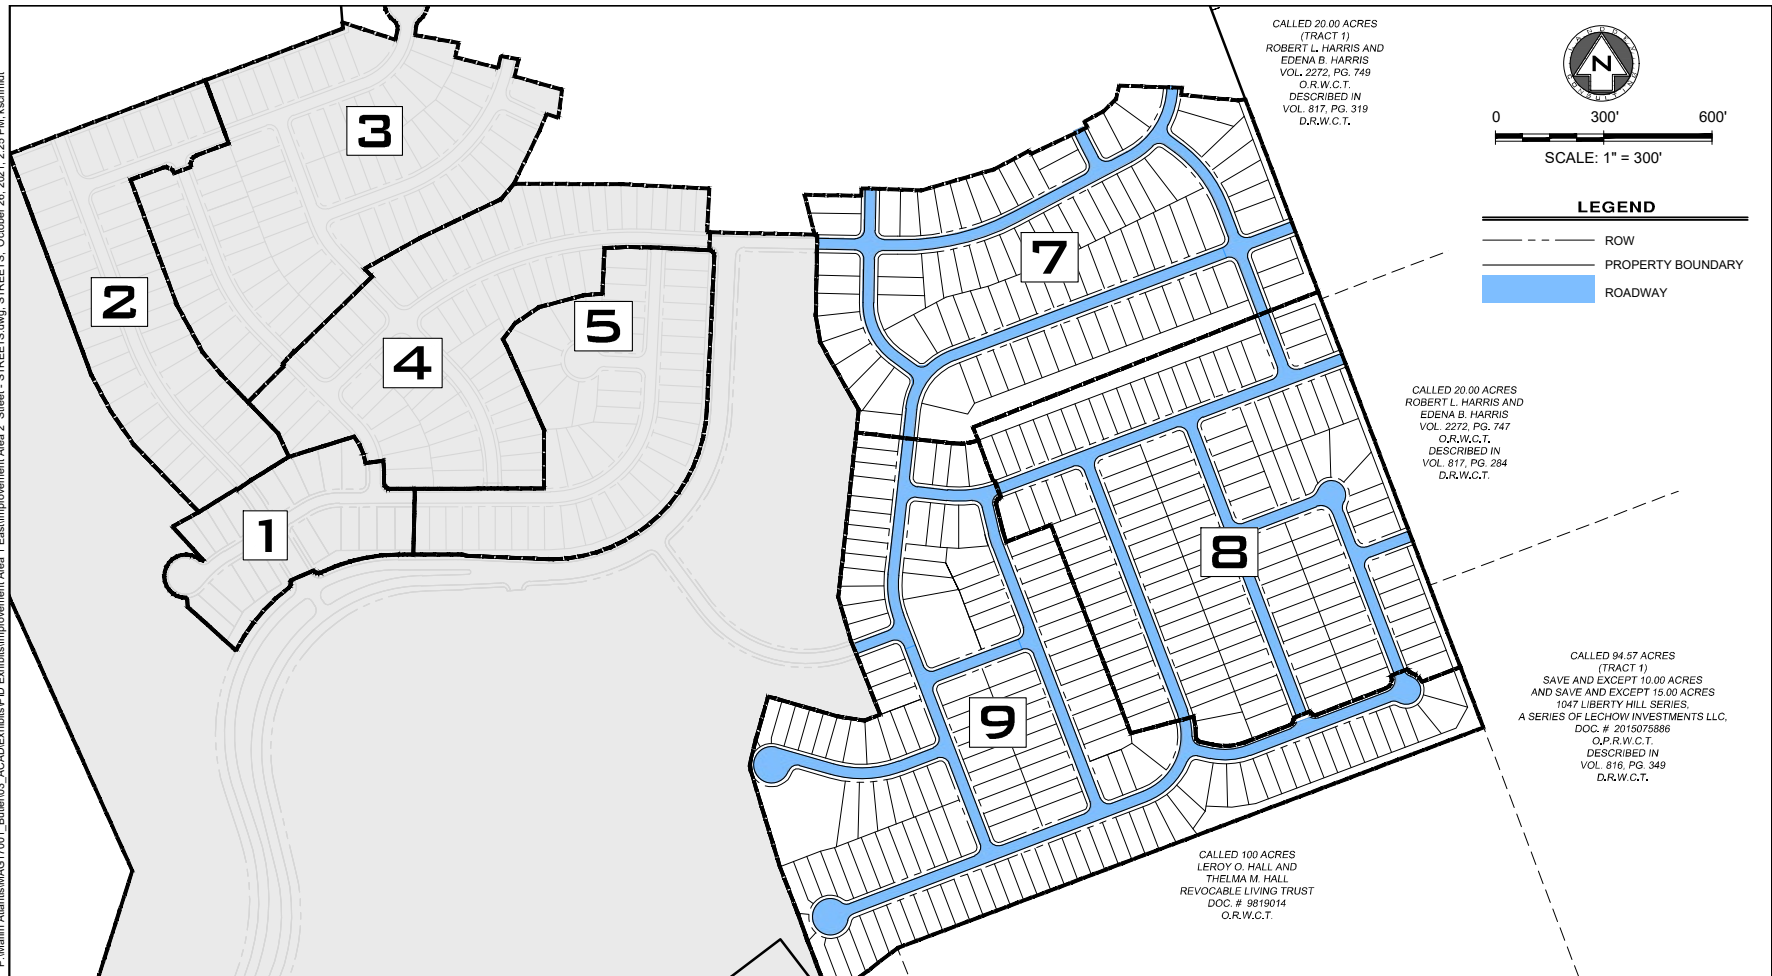 CALLED 20.00 ACRES
(TRACT 1)
ROBERT L. HARRIS AND
EDENA B. HARRIS
VOL. 2272, PG. 749
O.R.W.C.T.
DESCRIBED IN
VOL. 817, PG. 319
D.R.W.C.T.
N
0 300' 600'
SCALE: 1" = 300'
LEGEND
ROW
PROPERTY BOUNDARY
ROADWAY
3
2
4
5
1
7
8
9
CALLED 20.00 ACRES
ROBERT L. HARRIS AND
EDENA B. HARRIS
VOL. 2272, PG. 747
O.R.W.C.T.
DESCRIBED IN
VOL. 817, PG. 284
D.R.W.C.T.
CALLED 94.57 ACRES
(TRACT 1)
SAVE AND EXCEPT 10.00 ACRES
AND SAVE AND EXCEPT 15.00 ACRES
1047 LIBERTY HILL SERIES,
A SERIES OF LECHOW INVESTMENTS LLC,
DOC. # 2015075886
O.P.R.W.C.T.
DESCRIBED IN
VOL. 816, PG. 349
D.R.W.C.T.
CALLED 100 ACRES
LEROY O. HALL AND
THELMA M. HALL
REVOCABLE LIVING TRUST
DOC. # 9819014
O.R.W.C.T.